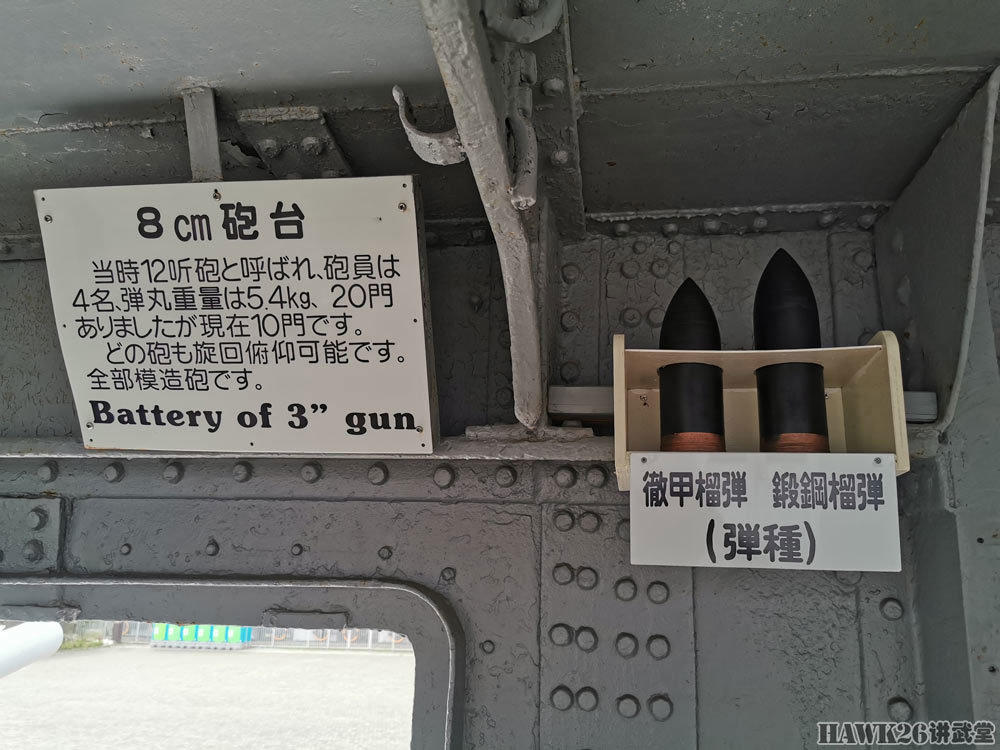 8cm砲台
当時12听砲と呼ばれ、砲員は
4名、弾丸重量は5.4kg、20門
ありましたが現在10門です。
どの砲も旋回俯仰可能です。
全部模造砲です。
Battery of 3” gun
徹甲榴弾 鍛鋼榴弾
(弾種)
HAWK26讲武堂